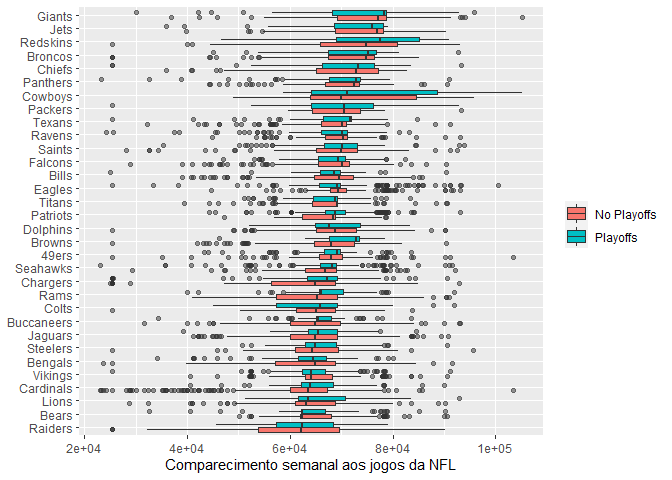 Giants
Jets
Redskins
Broncos
Chiefs
Panthers
Cowboys
Packers
Texans
Ravens
Saints
Falcons
Bills
Eagles
Titans
Patriots
Dolphins
Browns
49ers
Seahawks
Chargers
Rams
Colts
Buccaneers
Jaguars
Steelers
Bengals
Vikings
Cardinals
Lions
Bears
Raiders
No Playoffs
Playoffs
2e+04 4e+04 6e+04 8e+04 1e+05
Comparecimento semanal aos jogos da NFL